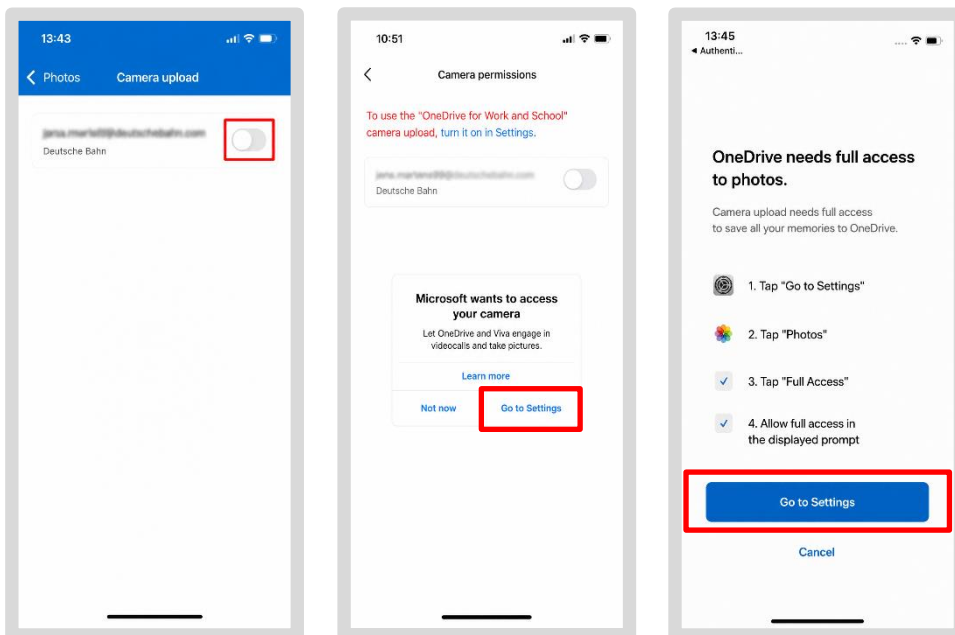 13:43
Photos
Camera upload
Deutsche Bahn
10:51
Camera permissions
To use the "OneDrive for Work and School"
camera upload, turn it on in Settings.
Deutsche Bahn
Microsoft wants to access
your camera
Let OneDrive and Viva engage in
videocalls and take pictures.
Learn more
Not now
Go to Settings
13:45
◀ Authenti...
OneDrive needs full access
to photos.
Camera upload needs full access
to save all your memories to OneDrive.
1. Tap "Go to Settings"
2. Tap "Photos"
3. Tap "Full Access"
4. Allow full access in
the displayed prompt
Go to Settings
Cancel